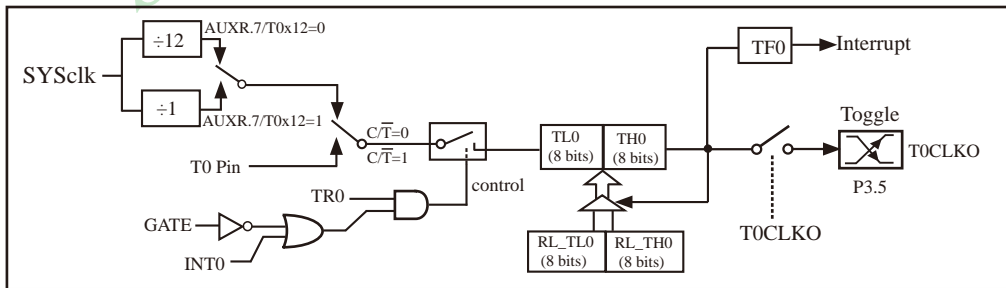 AUXR.7/T0x12=0
÷12
SYSclk
÷1
AUXR.7/T0x12=1
T0 Pin
C/T̅=0
C/T̅=1
TR0
GATE
INT0
control
TL0
(8 bits)
TH0
(8 bits)
RL_TL0
(8 bits)
RL_TH0
(8 bits)
TF0
Interrupt
Toggle
T0CLKO
P3.5
T0CLKO